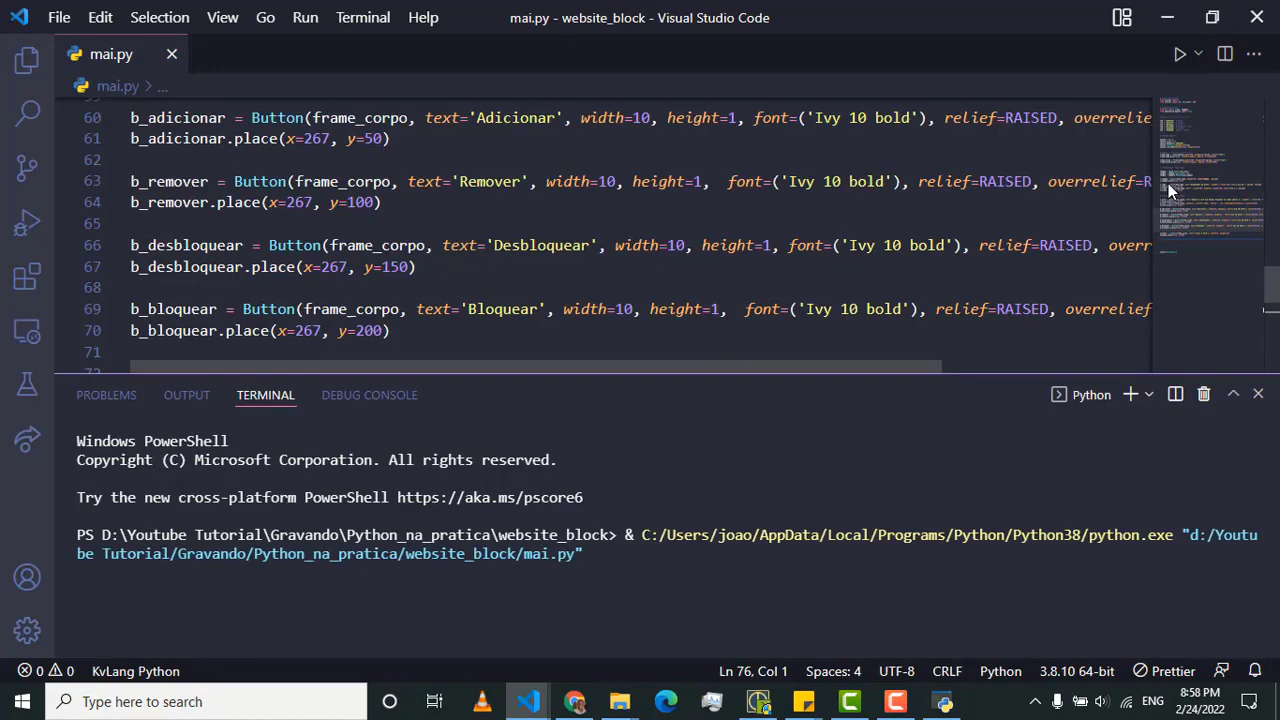 File Edit Selection View Go Run Terminal Help mai.py - website_block - Visual Studio Code
mai.py
mai.py > ...
60 b_adicionar = Button(frame_corpo, text='Adicionar', width=10, height=1, font=('Ivy 10 bold'), relief=RAISED, overrelie
61 b_adicionar.place(x=267, y=50)
62
63 b_remover = Button(frame_corpo, text='Remover', width=10, height=1, font=('Ivy 10 bold'), relief=RAISED, overrelief=R
64 b_remover.place(x=267, y=100)
65
66 b_desbloquear = Button(frame_corpo, text='Desbloquear', width=10, height=1, font=('Ivy 10 bold'), relief=RAISED, overr
67 b_desbloquear.place(x=267, y=150)
68
69 b_bloquear = Button(frame_corpo, text='Bloquear', width=10, height=1, font=('Ivy 10 bold'), relief=RAISED, overrelief
70 b_bloquear.place(x=267, y=200)
71
PROBLEMS OUTPUT TERMINAL DEBUG CONSOLE Python
Windows PowerShell
Copyright (C) Microsoft Corporation. All rights reserved.
Try the new cross-platform PowerShell https://aka.ms/pscore6
PS D:\Youtube Tutorial\Gravando\Python_na_pratica\website_block> & C:/Users/joao/AppData/Local/Programs/Python/Python38/python.exe "d:/Youtu
be Tutorial/Gravando/Python_na_pratica/website_block/mai.py"
0 0 KvLang Python Ln 76, Col 1 Spaces: 4 UTF-8 CRLF Python 3.8.10 64-bit Prettier
Type here to search ENG 8:58 PM
2/24/2022